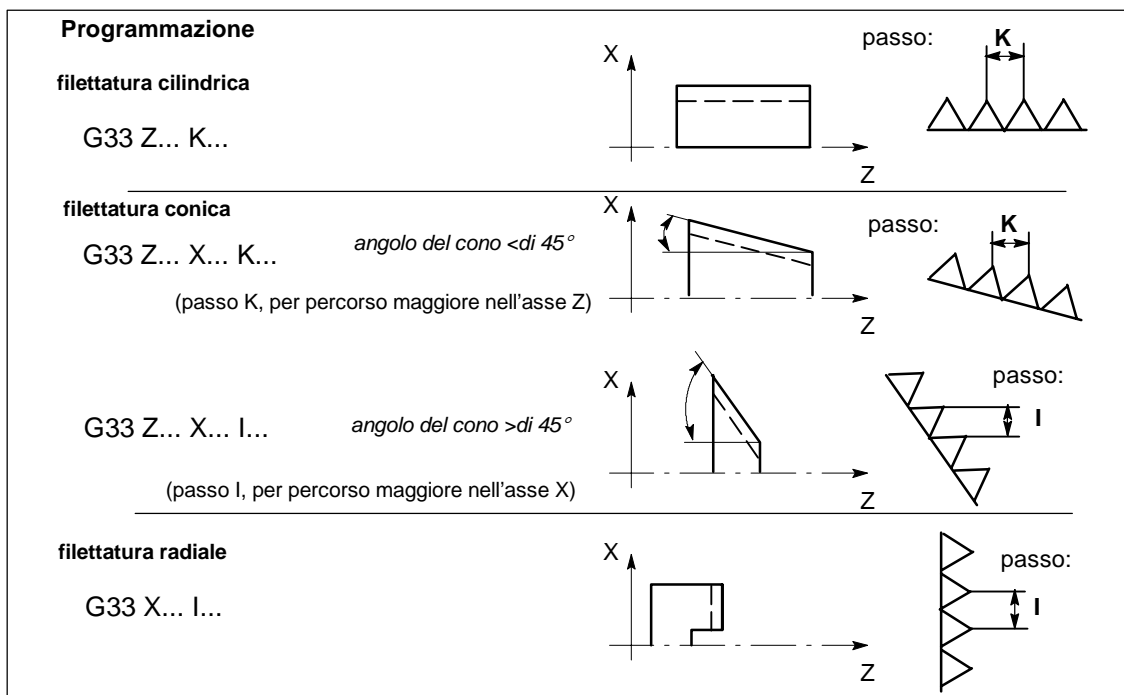 Programmazione
passo:
K
X
filettatura cilindrica
G33 Z... K...
Z
filettatura conica
X
passo:
K
G33 Z... X... K...
angolo del cono <di 45°
(passo K, per percorso maggiore nell'asse Z)
Z
X
passo:
G33 Z... X... I...
angolo del cono >di 45°
I
(passo I, per percorso maggiore nell'asse X)
Z
filettatura radiale
X
passo:
G33 X... I...
I
Z